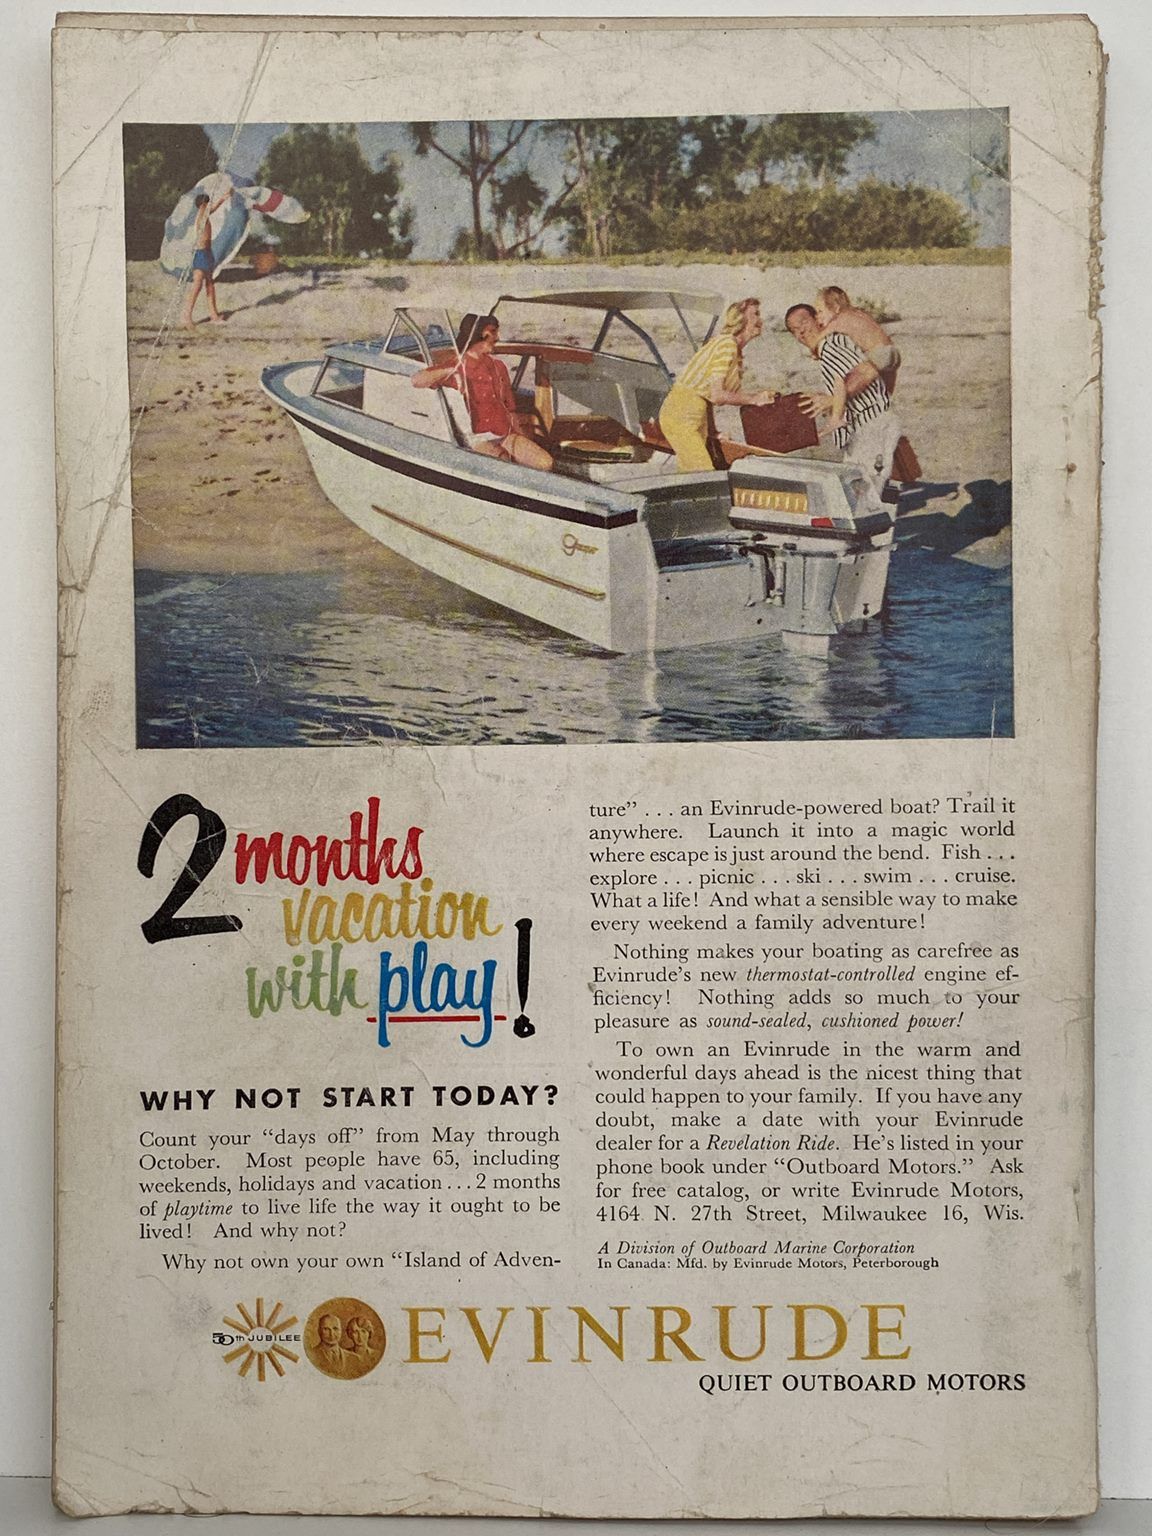 2 months
vacation
with play!
WHY NOT START TODAY?
Count your “days off” from May through
October. Most people have 65, including
weekends, holidays and vacation . . . 2 months
of playtime to live life the way it ought to be
lived! And why not?
Why not own your own “Island of Adven-
ture” . . . an Evinrude-powered boat? Trail it
anywhere. Launch it into a magic world
where escape is just around the bend. Fish . . .
explore . . . picnic . . . ski . . . swim . . . cruise.
What a life! And what a sensible way to make
every weekend a family adventure!
Nothing makes your boating as carefree as
Evinrude's new thermostat-controlled engine ef-
ficiency! Nothing adds so much to your
pleasure as sound-sealed, cushioned power!
To own an Evinrude in the warm and
wonderful days ahead is the nicest thing that
could happen to your family. If you have any
doubt, make a date with your Evinrude
dealer for a Revelation Ride. He's listed in your
phone book under “Outboard Motors.” Ask
for free catalog, or write Evinrude Motors,
4164 N. 27th Street, Milwaukee 16, Wis.
A Division of Outboard Marine Corporation
In Canada: Mfd. by Evinrude Motors, Peterborough
50th JUBILEE
EVINRUDE
QUIET OUTBOARD MOTORS